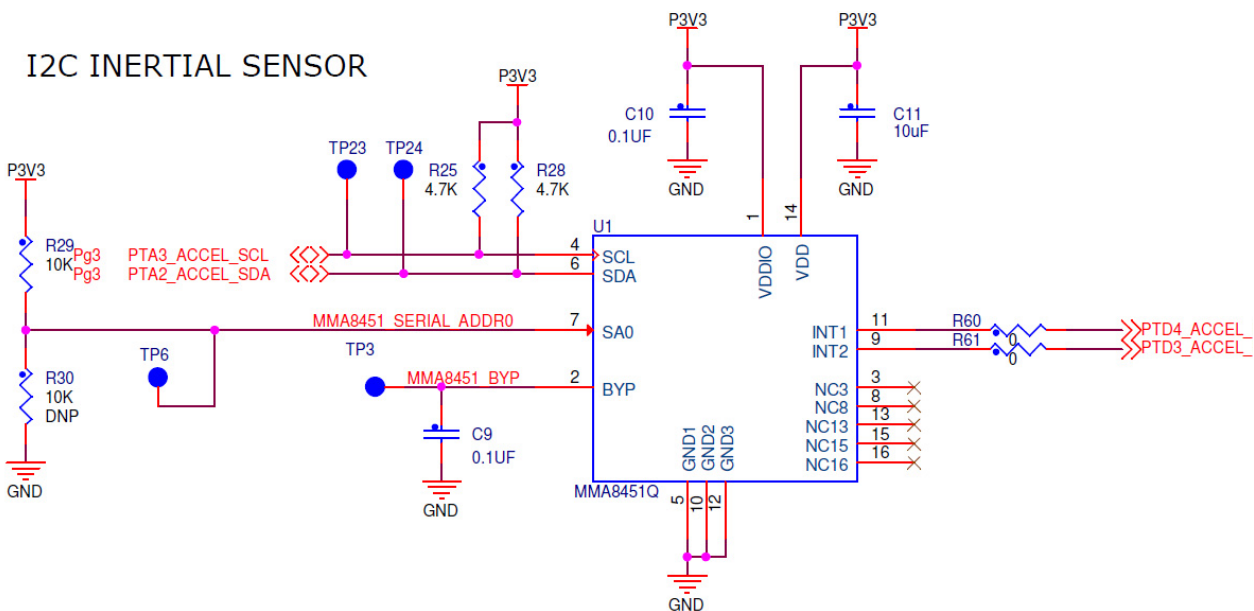 I2C INERTIAL SENSOR
P3V3
P3V3
P3V3
P3V3
C10
0.1UF
C11
10uF
GND
GND
TP23
TP24
R25
4.7K
R28
4.7K
R29
10K
Pg3 PTA3_ACCEL_SCL
Pg3 PTA2_ACCEL_SDA
U1
4
SCL
6
SDA
1
VDDIO
14
VDD
MMA8451_SERIAL_ADDR0
7
SA0
TP6
TP3
MMA8451_BYP
2
BYP
R30
10K
DNP
GND
C9
0.1UF
GND
INT1
11
R60
0
PTD4_ACCEL_
INT2
9
R61
0
PTD3_ACCEL_
NC3
3
NC8
8
NC13
13
NC15
15
NC16
16
GND1
GND2
GND3
MMA8451Q
5
10
12
GND